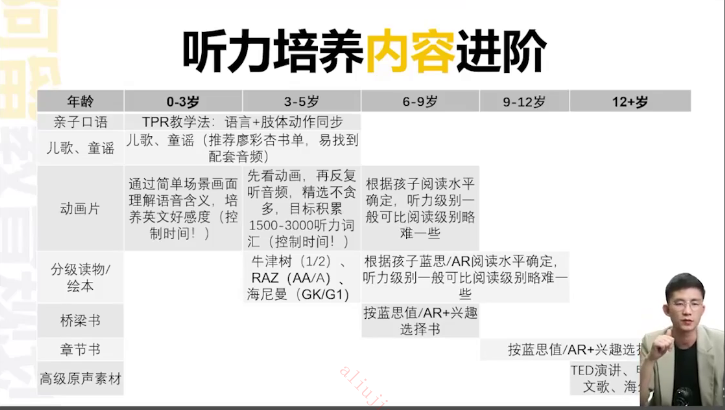 听力培养内容进阶
年龄
0-3岁
3-5岁
6-9岁
9-12岁
12+岁
亲子口语
TPR教学法：语言+肢体动作同步
儿歌、童谣
儿歌、童谣（推荐廖彩杏书单，易找到
配套音频）
动画片
通过简单场景画面
理解语音含义，培
养英文好感度（控
制时间！）
先看动画，再反复
听音频，精选不贪
多，目标积累
1500-3000听力词
汇（控制时间！）
根据孩子阅读水平
确定，听力级别一
般可比阅读级别略
难一些
分级读物/
绘本
牛津树（1/2）、
RAZ（AA/A）、
海尼曼（GK/G1）
根据孩子蓝思/AR阅读水平确定，
听力级别一般可比阅读级别略难一
些
桥梁书
按蓝思值/AR+兴趣
选择书
章节书
按蓝思值/AR+兴趣选
高级原声素材
TED演讲、
文歌、海
aliuji